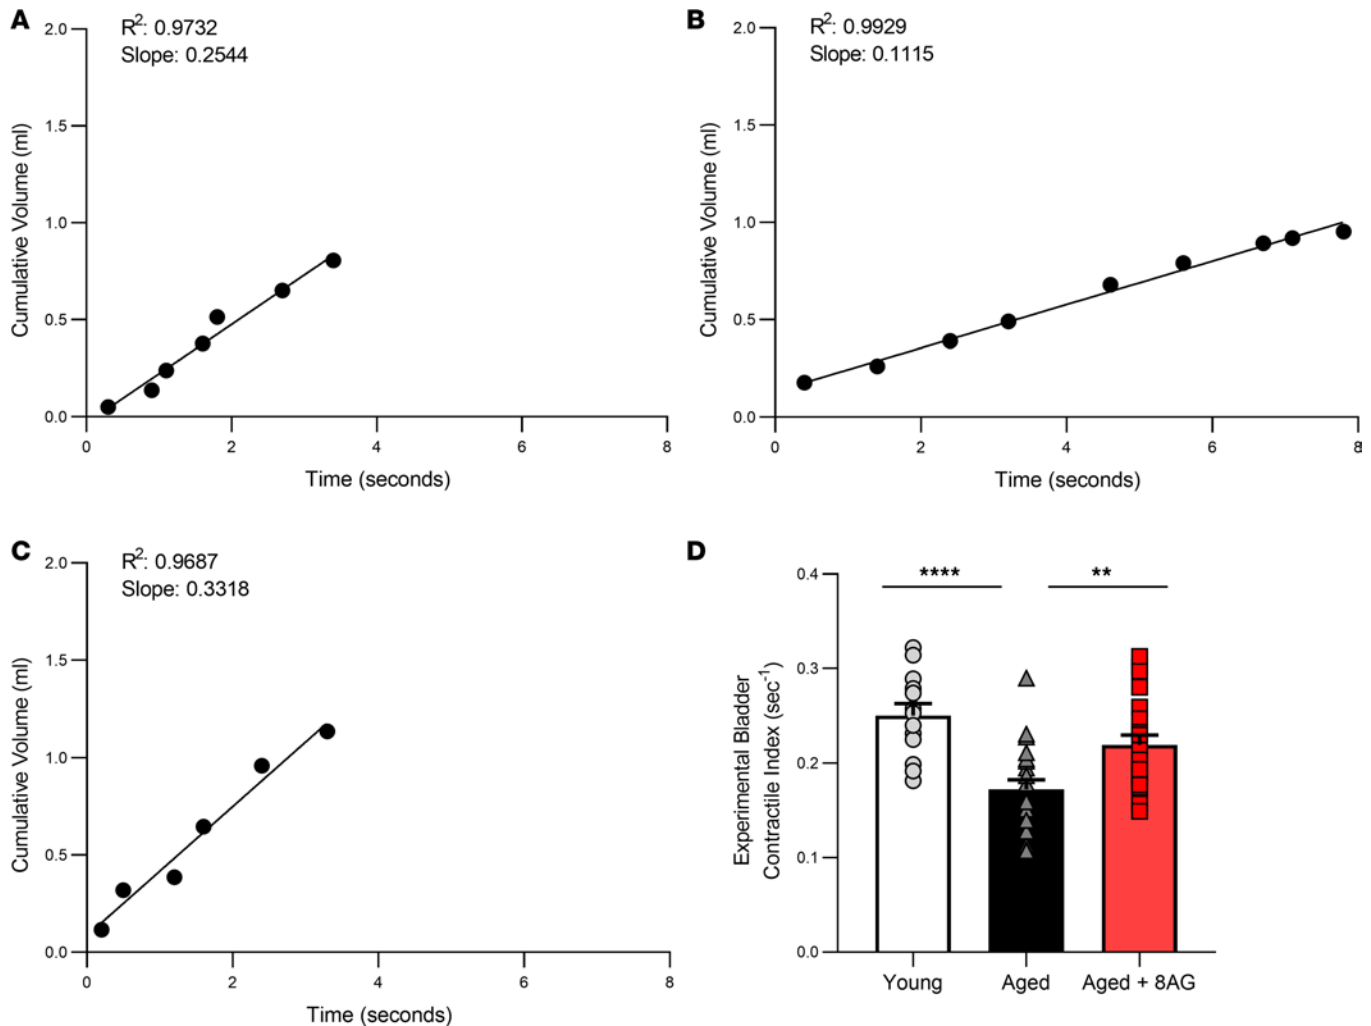 A
R²: 0.9732
Slope: 0.2544
2.0
1.5
1.0
0.5
0.0
Cumulative Volume (ml)
0 2 4 6 8
Time (seconds)
B
R²: 0.9929
Slope: 0.1115
2.0
1.5
1.0
0.5
0.0
Cumulative Volume (ml)
0 2 4 6 8
Time (seconds)
C
R²: 0.9687
Slope: 0.3318
2.0
1.5
1.0
0.5
0.0
Cumulative Volume (ml)
0 2 4 6 8
Time (seconds)
D
**** **
0.4
0.3
0.2
0.1
0.0
Experimental Bladder
Contractile Index (sec⁻¹)
Young Aged Aged + 8AG